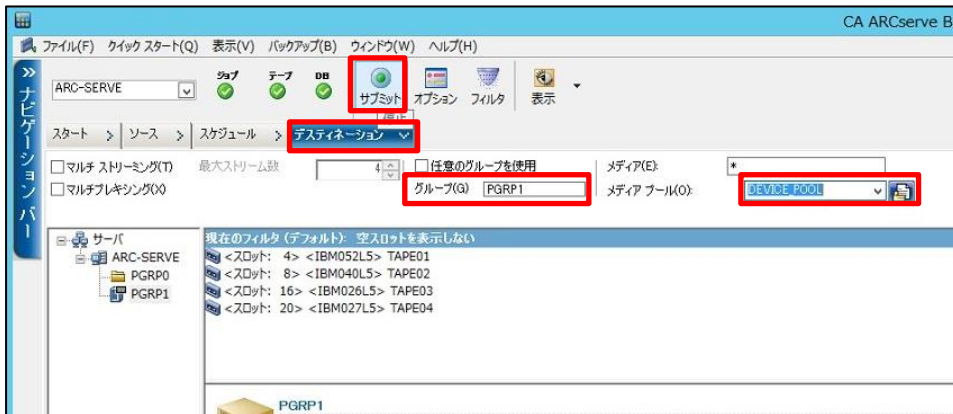 CA ARCserve B
ファイル(F) クイック スタート(Q) 表示(V) バックアップ(B) ウィンドウ(W) ヘルプ(H)
»
ナビゲーション バー
ARC-SERVE
ジョブ テープ DB
サブミット オプション フィルタ 表示
停止
スタート > ソース > スケジュール > デスティネーション
マルチ ストリーミング(T) 最大ストリーム数 4 任意のグループを使用 メディア(E): *
マルチプレキシング(X) グループ(G) PGRP1 メディア プール(O): DEVICE_POOL
サーバ
ARC-SERVE
PGRP0
PGRP1
現在のフィルタ (デフォルト): 空スロットを表示しない
<スロット: 4> <IBM052L5> TAPE01
<スロット: 8> <IBM040L5> TAPE02
<スロット: 16> <IBM026L5> TAPE03
<スロット: 20> <IBM027L5> TAPE04
PGRP1